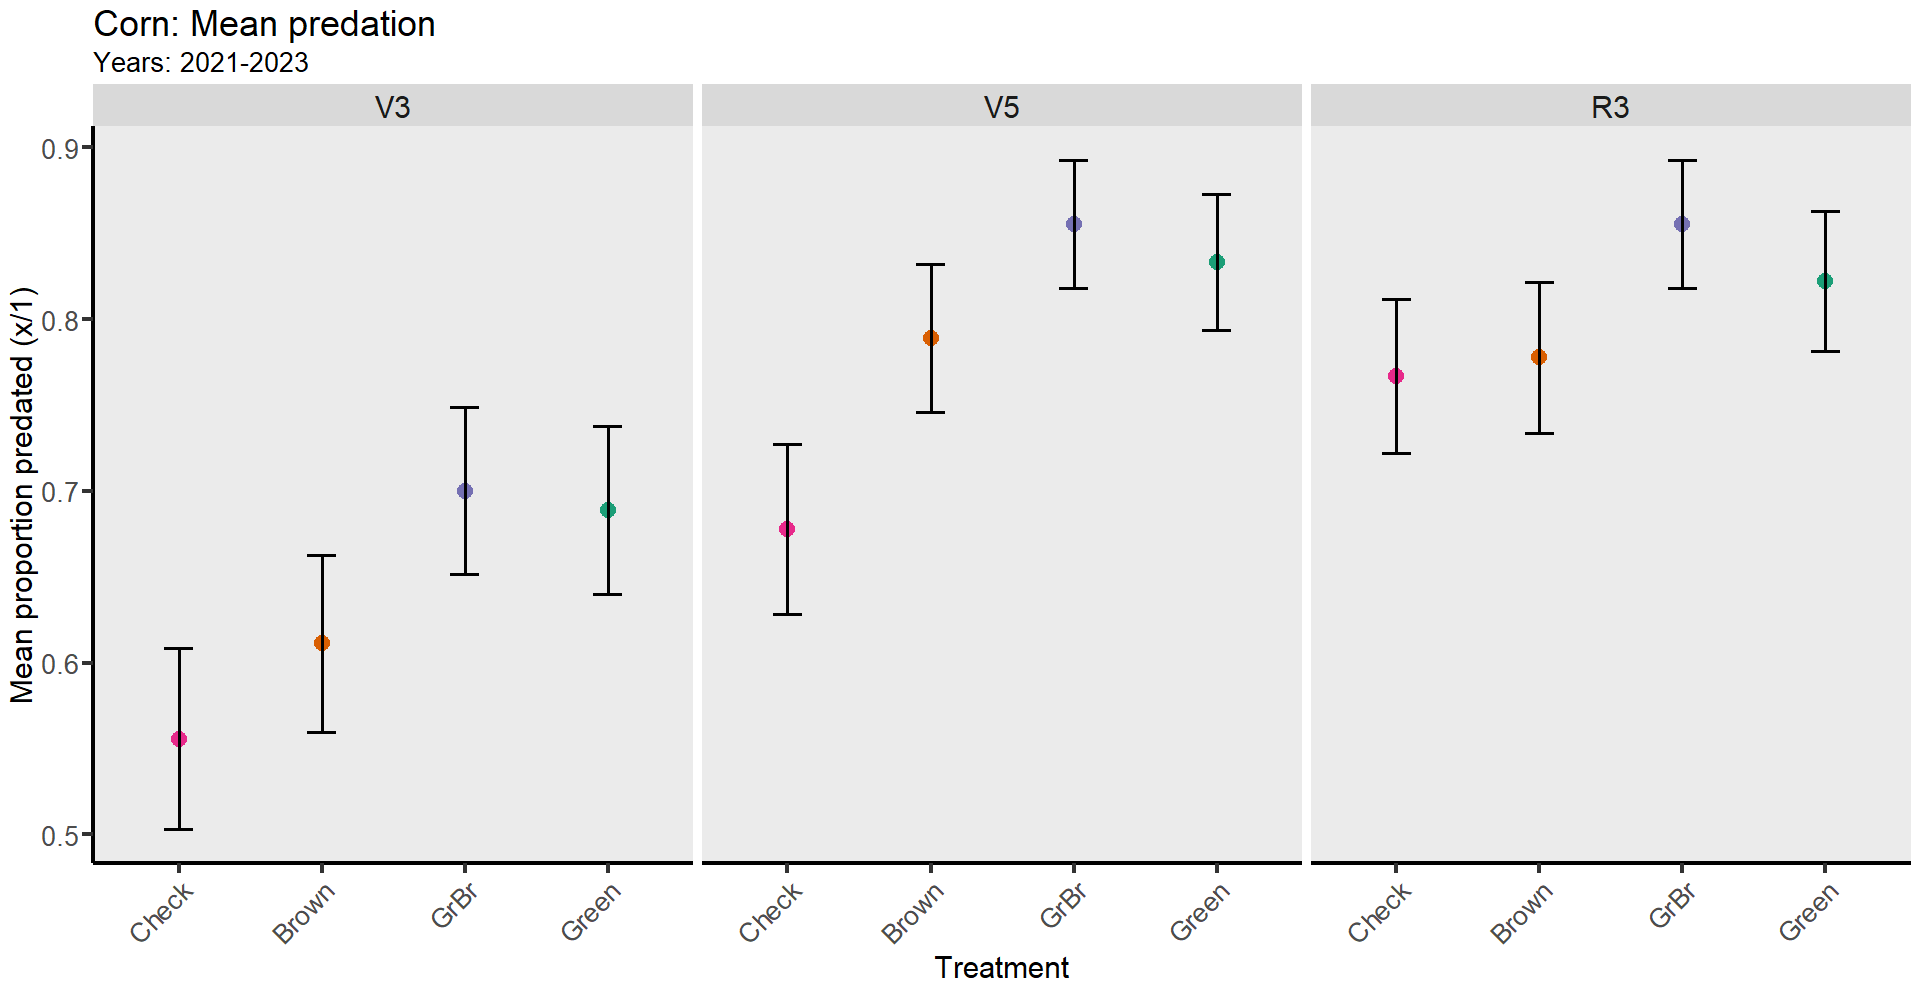 Corn: Mean predation
Years: 2021-2023
V3 V5 R3
Mean proportion predated (x/1)
0.9
0.8
0.7
0.6
0.5
Check Brown GrBr Green Check Brown GrBr Green Check Brown GrBr Green
Treatment